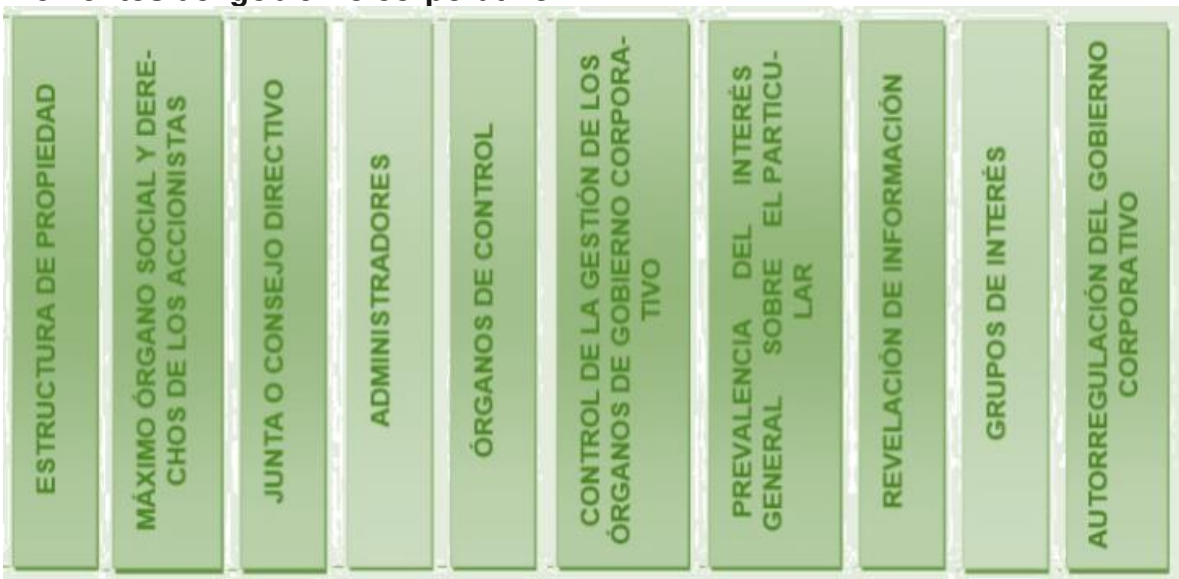 ESTRUCTURA DE PROPIEDAD
MÁXIMO ÓRGANO SOCIAL Y DERE-
CHOS DE LOS ACCIONISTAS
JUNTA O CONSEJO DIRECTIVO
ADMINISTRADORES
ÓRGANOS DE CONTROL
CONTROL DE LA GESTIÓN DE LOS
ÓRGANOS DE GOBIERNO CORPORA-
TIVO
PREVALENCIA DEL INTERÉS
GENERAL SOBRE EL PARTICU-
LAR
REVELACIÓN DE INFORMACIÓN
GRUPOS DE INTERÉS
AUTORREGULACIÓN DEL GOBIERNO
CORPORATIVO